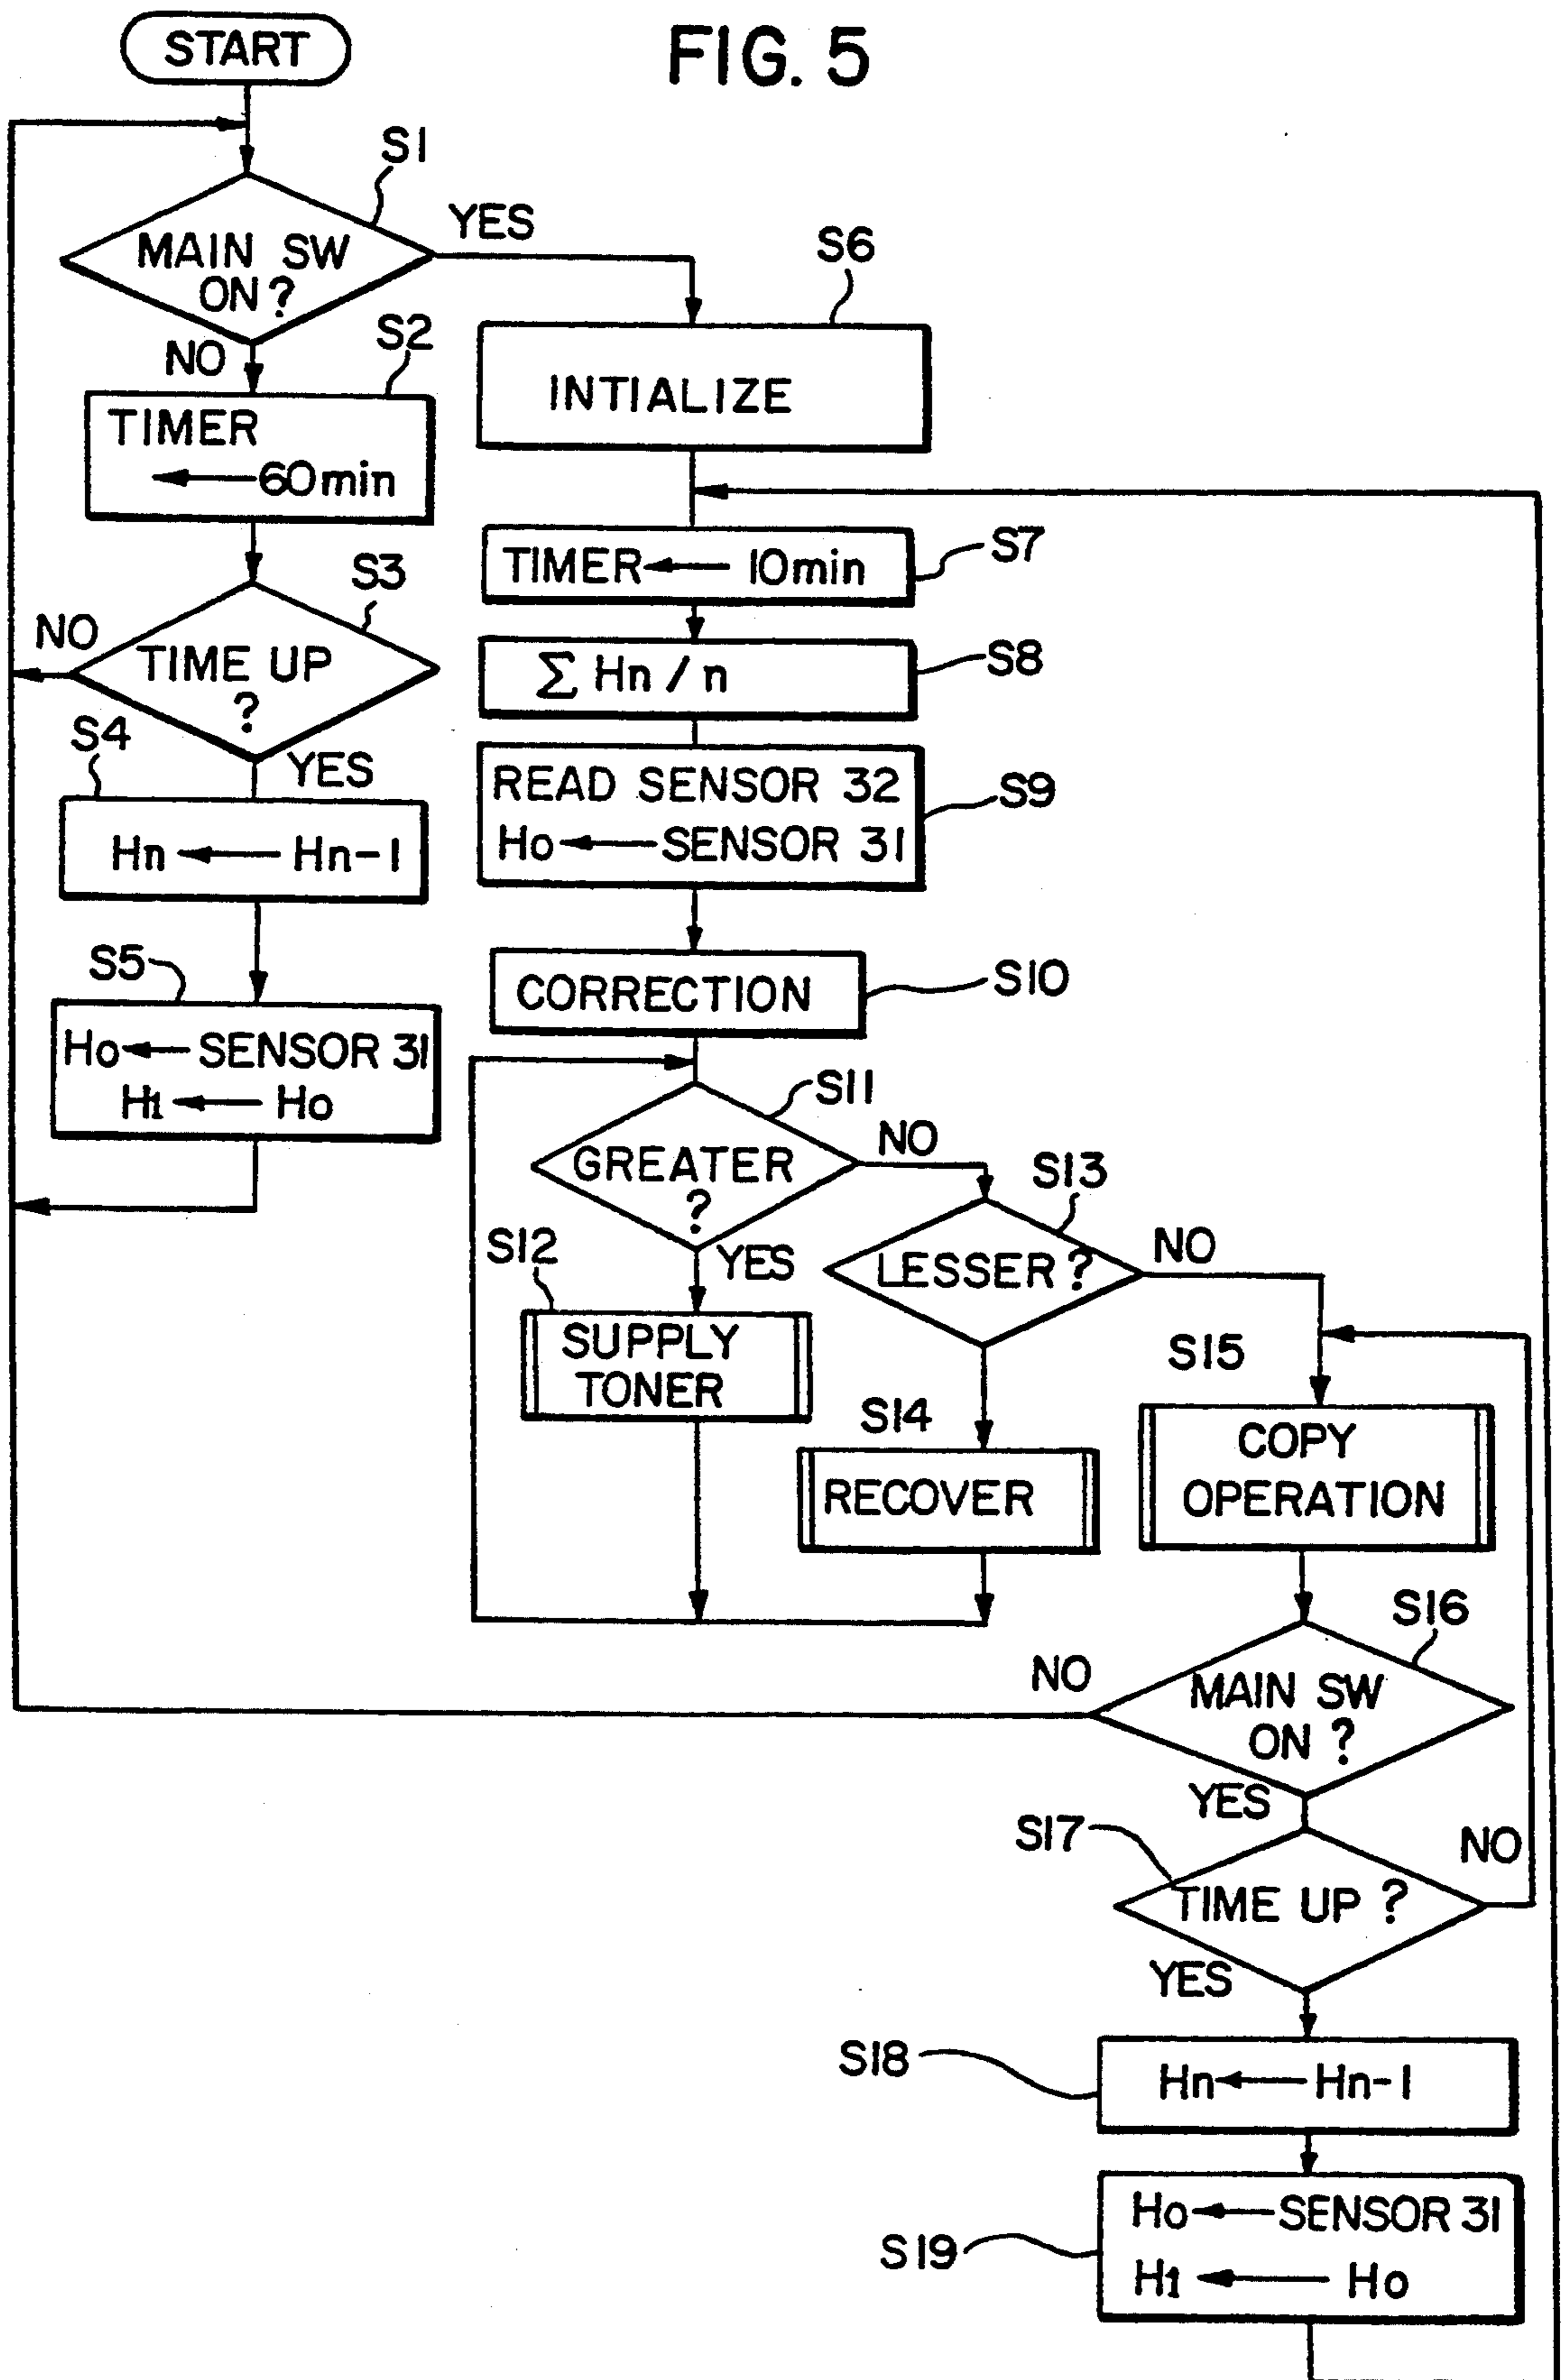 FIG. 5
START
S1
MAIN SW
ON?
YES
NO
S2
TIMER
←60min
S3
TIME UP
?
NO
YES
S4
Hn ← Hn-1
S5
Ho ← SENSOR 31
H1 ← Ho
S6
INTIALIZE
S7
TIMER ← 10min
S8
∑ Hn / n
S9
READ SENSOR 32
Ho ← SENSOR 31
S10
CORRECTION
S11
GREATER
?
NO
YES
S12
SUPPLY
TONER
S13
LESSER ?
NO
S14
RECOVER
S15
COPY
OPERATION
S16
MAIN SW
ON ?
NO
YES
S17
TIME UP ?
NO
YES
S18
Hn ← Hn-1
S19
Ho ← SENSOR 31
H1 ← Ho